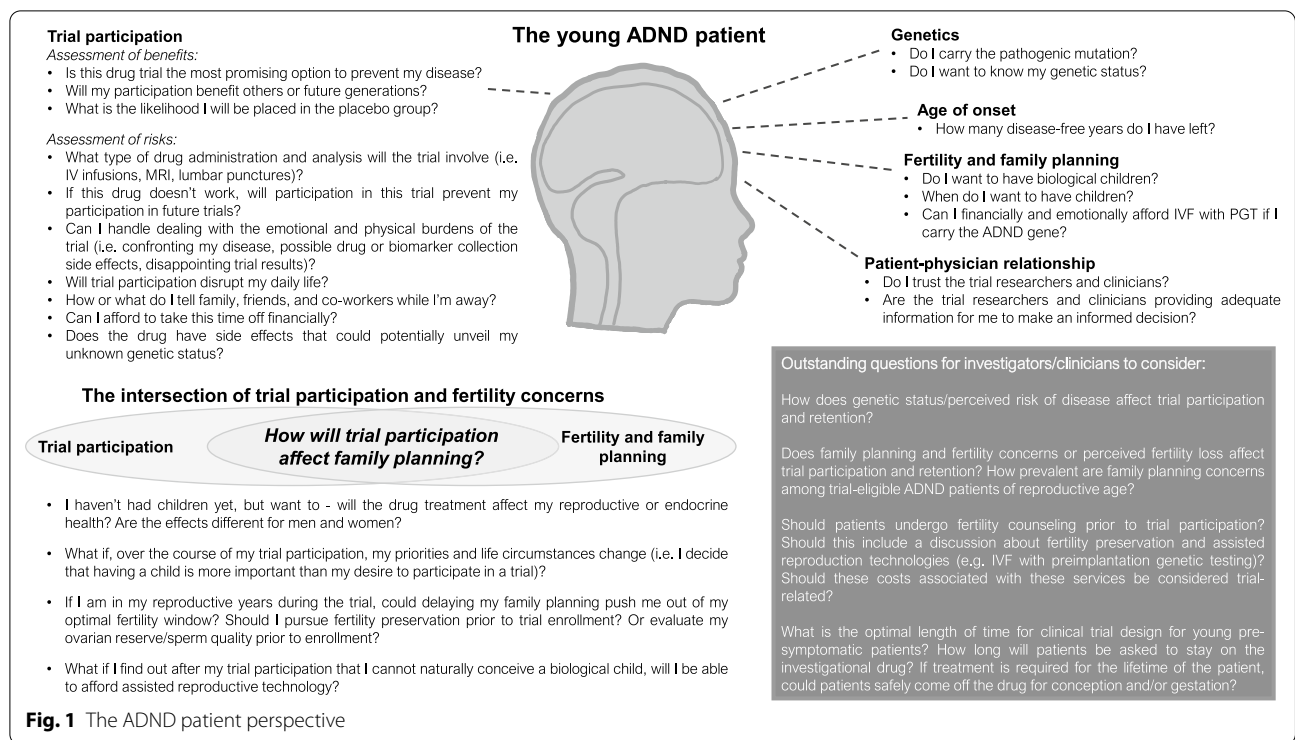 The young ADND patient
Trial participation
Assessment of benefits:
• Is this drug trial the most promising option to prevent my disease?
• Will my participation benefit others or future generations?
• What is the likelihood I will be placed in the placebo group?
Assessment of risks:
• What type of drug administration and analysis will the trial involve (i.e.
IV infusions, MRI, lumbar punctures)?
• If this drug doesn't work, will participation in this trial prevent my
participation in future trials?
• Can I handle dealing with the emotional and physical burdens of the
trial (i.e. confronting my disease, possible drug or biomarker collection
side effects, disappointing trial results)?
• Will trial participation disrupt my daily life?
• How or what do I tell family, friends, and co-workers while I'm away?
• Can I afford to take this time off financially?
• Does the drug have side effects that could potentially unveil my
unknown genetic status?
Genetics
• Do I carry the pathogenic mutation?
• Do I want to know my genetic status?
Age of onset
• How many disease-free years do I have left?
Fertility and family planning
• Do I want to have biological children?
• When do I want to have children?
• Can I financially and emotionally afford IVF with PGT if I
carry the ADND gene?
Patient-physician relationship
• Do I trust the trial researchers and clinicians?
• Are the trial researchers and clinicians providing adequate
information for me to make an informed decision?
The intersection of trial participation and fertility concerns
Trial participation
How will trial participation
affect family planning?
Fertility and family
planning
• I haven't had children yet, but want to - will the drug treatment affect my reproductive or endocrine
health? Are the effects different for men and women?
• What if, over the course of my trial participation, my priorities and life circumstances change (i.e. I decide
that having a child is more important than my desire to participate in a trial)?
• If I am in my reproductive years during the trial, could delaying my family planning push me out of my
optimal fertility window? Should I pursue fertility preservation prior to trial enrollment? Or evaluate my
ovarian reserve/sperm quality prior to enrollment?
• What if I find out after my trial participation that I cannot naturally conceive a biological child, will I be able
to afford assisted reproductive technology?
Outstanding questions for investigators/clinicians to consider:
How does genetic status/perceived risk of disease affect trial participation
and retention?
Does family planning and fertility concerns or perceived fertility loss affect
trial participation and retention? How prevalent are family planning concerns
among trial-eligible ADND patients of reproductive age?
Should patients undergo fertility counseling prior to trial participation?
Should this include a discussion about fertility preservation and assisted
reproduction technologies (e.g. IVF with preimplantation genetic testing)?
Should these costs associated with these services be considered trial-
related?
What is the optimal length of time for clinical trial design for young pre-
symptomatic patients? How long will patients be asked to stay on the
investigational drug? If treatment is required for the lifetime of the patient,
could patients safely come off the drug for conception and/or gestation?
Fig. 1 The ADND patient perspective